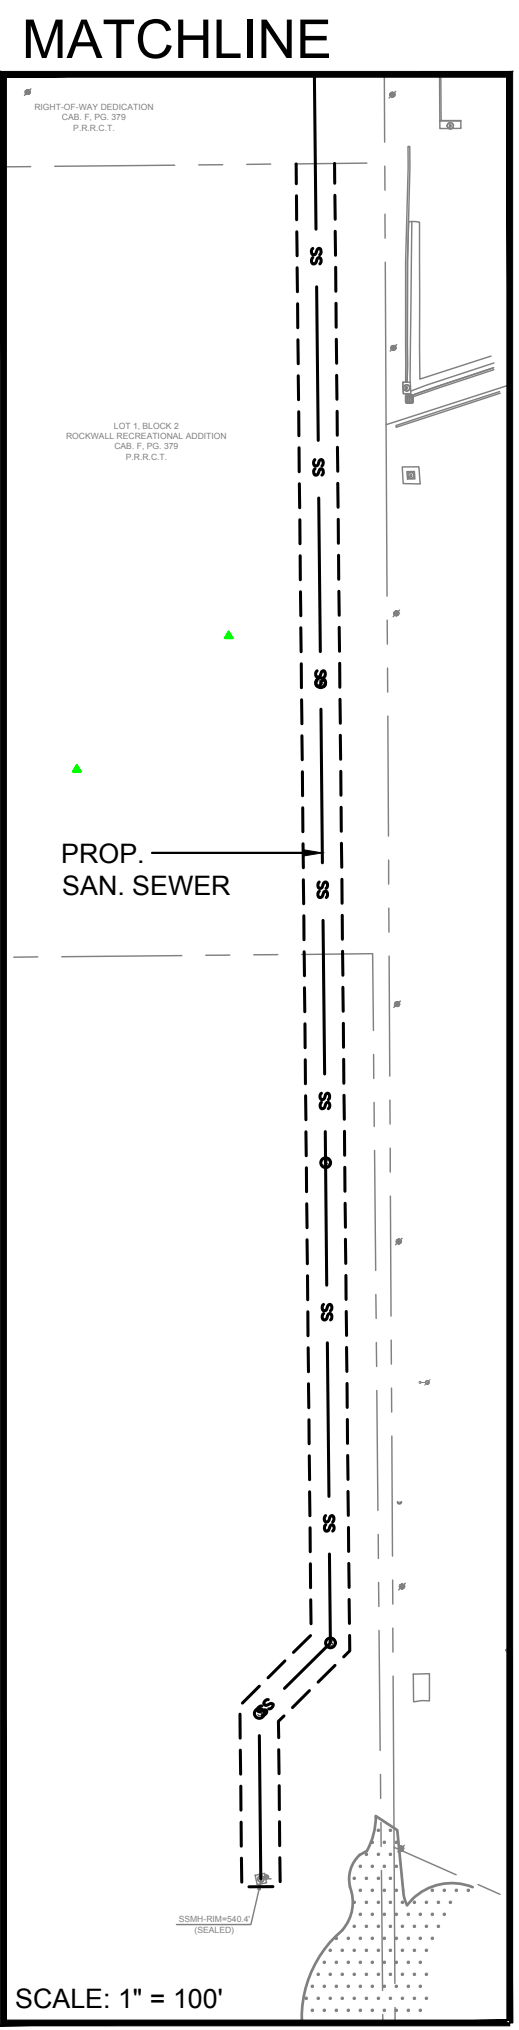 MATCHLINE
RIGHT-OF-WAY DEDICATION
CAB. F, PG. 379
P.R.R.C.T.
SS
LOT 1, BLOCK 2
ROCKWALL RECREATIONAL ADDITION
CAB. F, PG. 379
P.R.R.C.T.
SS
SS
PROP.
SAN. SEWER
SS
SS
SS
SS
SS
SSMH-RIM=540.4'
(SEALED)
SCALE: 1" = 100'